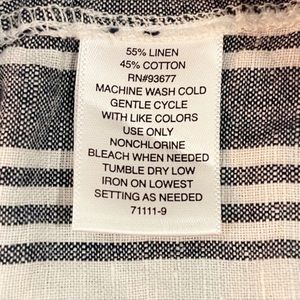 55% LINEN
45% COTTON
RN#93677
MACHINE WASH COLD
GENTLE CYCLE
WITH LIKE COLORS
USE ONLY
NONCHLORINE
BLEACH WHEN NEEDED
TUMBLE DRY LOW
IRON ON LOWEST
SETTING AS NEEDED
71111-9